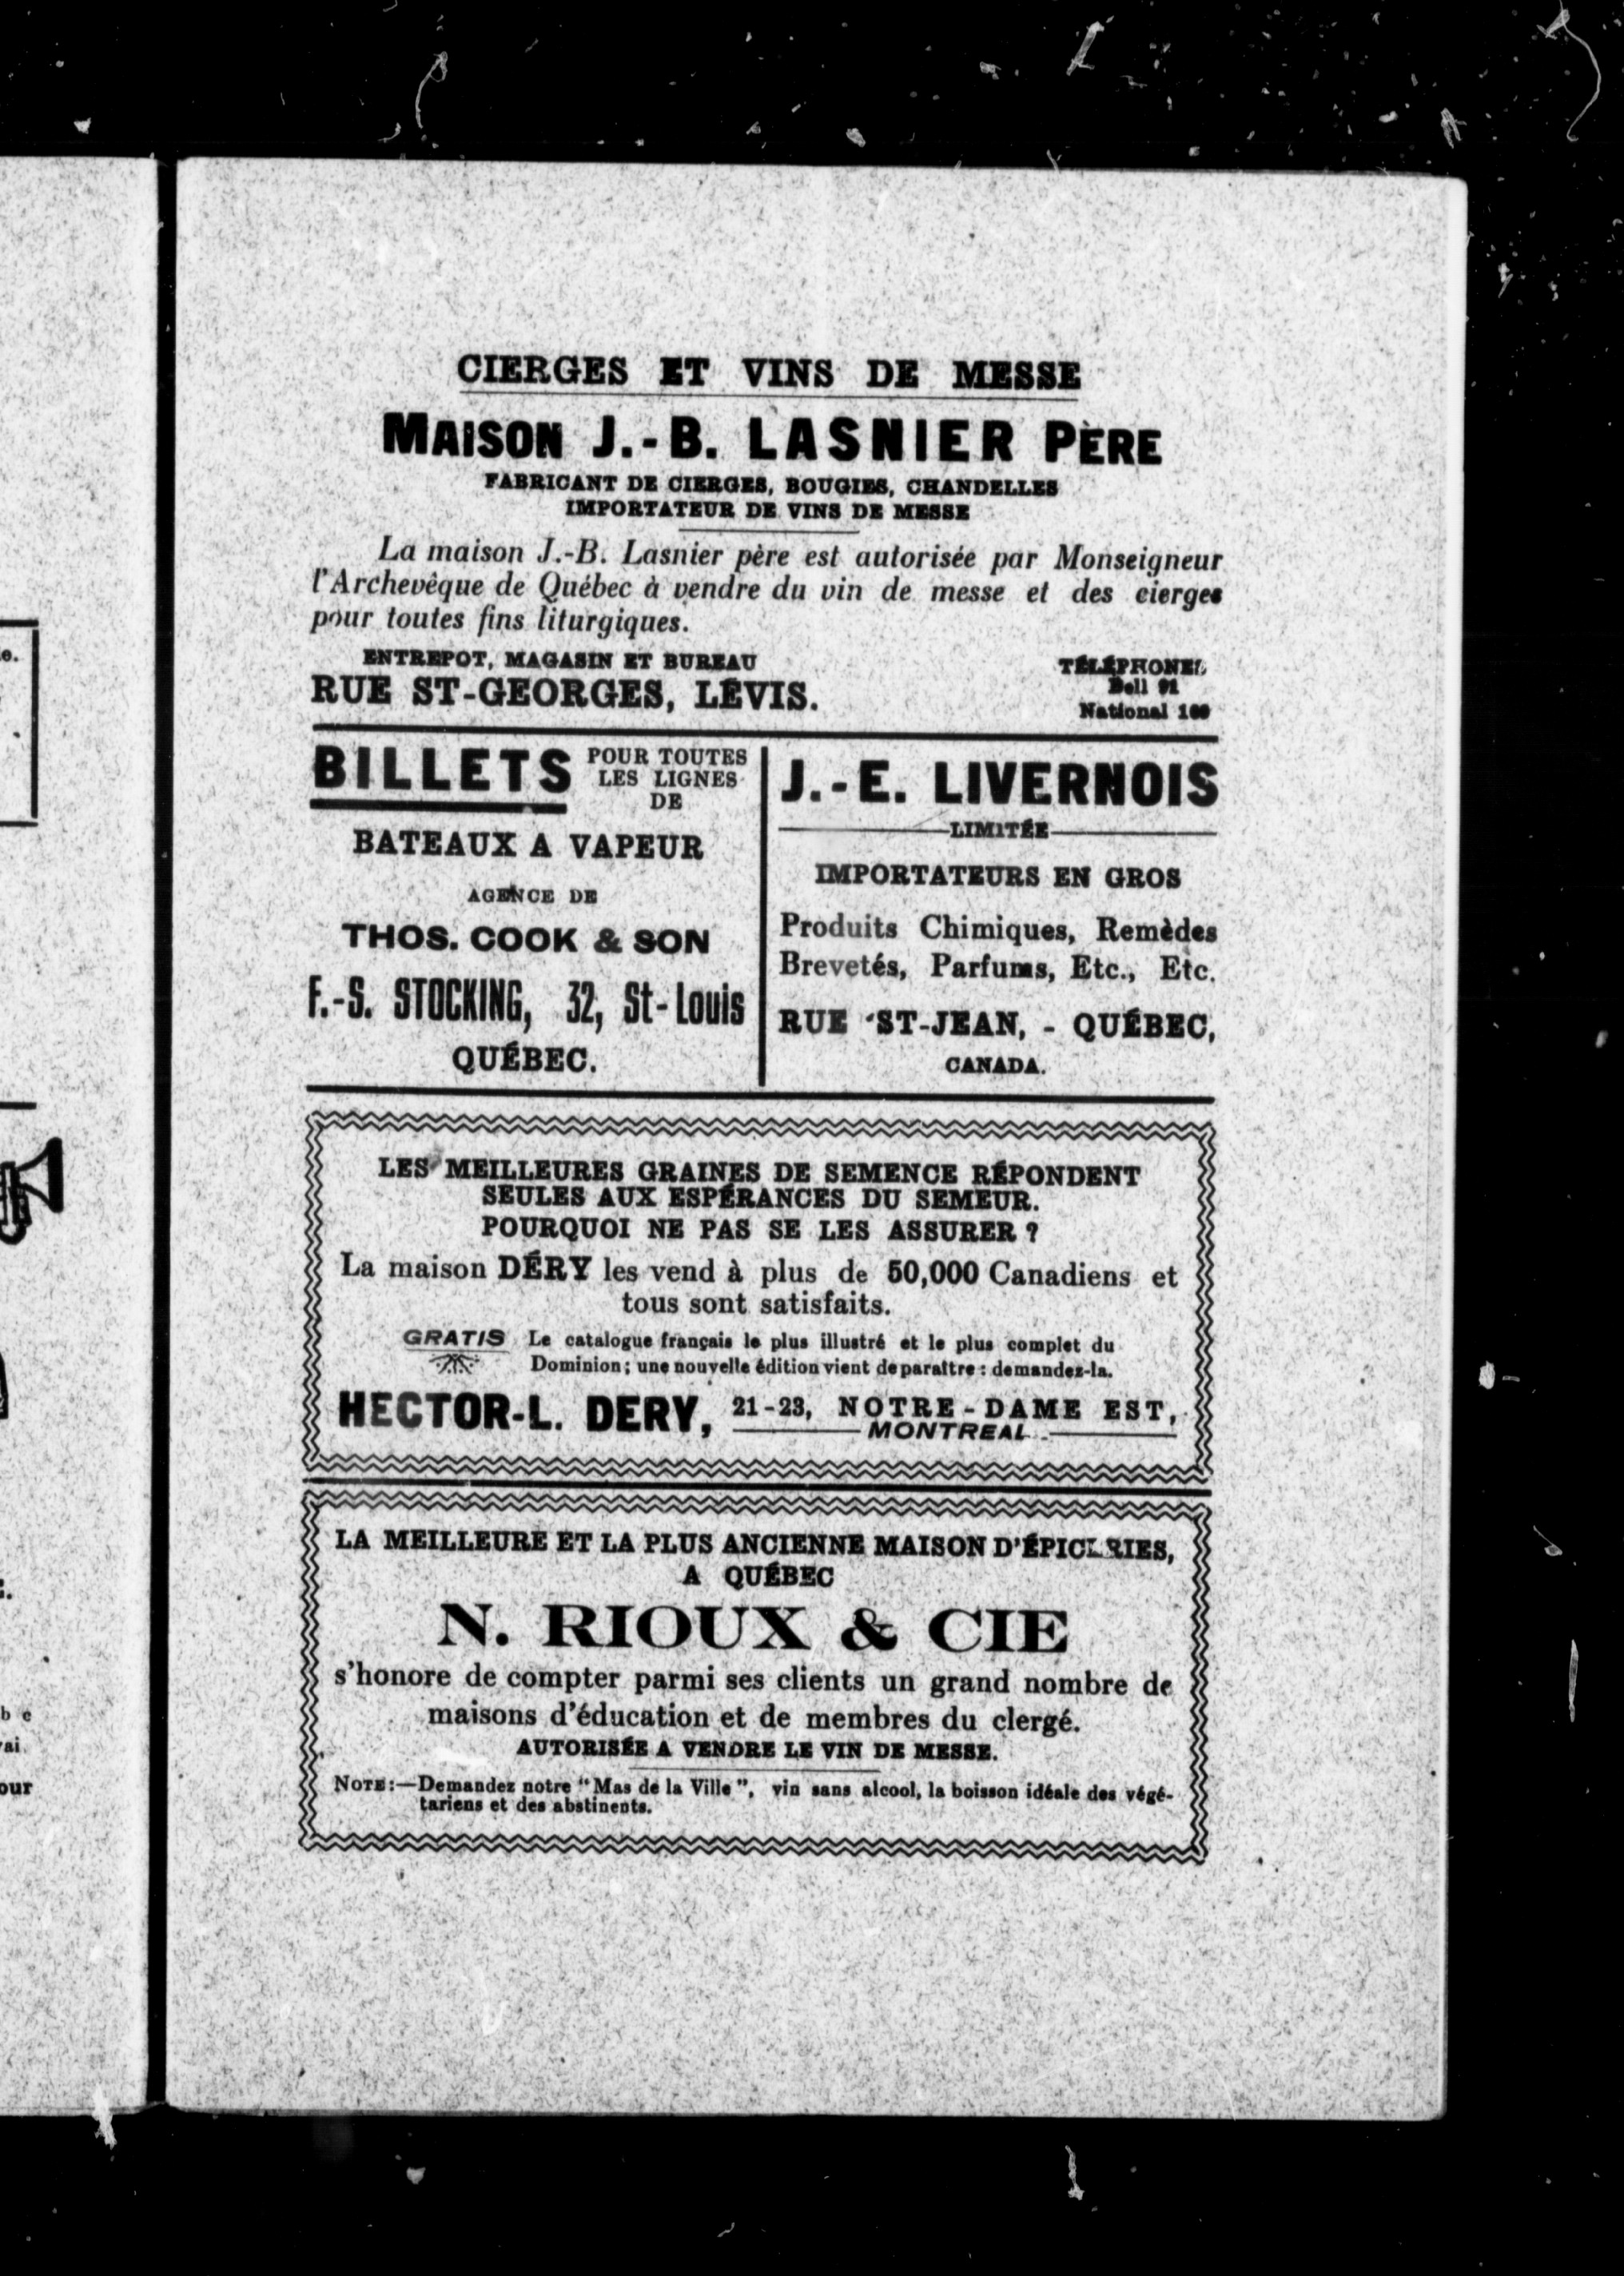 CIERGES ET VINS DE MESSE
MAISON J.-B. LASNIER PÈRE
FABRICANT DE CIERGES, BOUGIES, CHANDELLES
IMPORTATEUR DE VINS DE MESSE
La maison J.-B. Lasnier père est autorisée par Monseigneur
l'Archevêque de Québec à vendre du vin de messe et des cierges
pour toutes fins liturgiques.
ENTREPOT, MAGASIN ET BUREAU
RUE ST-GEORGES, LÉVIS.
TÉLÉPHONES
Bell 91
National
BILLETS POUR TOUTES
LES LIGNES
DE
BATEAUX A VAPEUR
AGENCE DE
THOS. COOK & SON
F.-S. STOCKING, 32, St-Louis
QUÉBEC.
J.-E. LIVERNOIS
LIMITÉE
IMPORTATEURS EN GROS
Produits Chimiques, Remèdes
Brevetés, Parfums, Etc., Etc.
RUE ST-JEAN, - QUÉBEC,
CANADA.
LES MEILLEURES GRAINES DE SEMENCE RÉPONDENT
SEULES AUX ESPÉRANCES DU SEMEUR.
POURQUOI NE PAS SE LES ASSURER ?
La maison DÉRY les vend à plus de 50,000 Canadiens et
tous sont satisfaits.
GRATIS Le catalogue français le plus illustré et le plus complet du
Dominion ; une nouvelle édition vient de paraître : demandez-la.
HECTOR-L. DERY, 21-23, NOTRE-DAME EST,
MONTREAL
LA MEILLEURE ET LA PLUS ANCIENNE MAISON D'ÉPICERIES,
A QUÉBEC
N. RIOUX & CIE
s'honore de compter parmi ses clients un grand nombre de
maisons d'éducation et de membres du clergé.
AUTORISÉE A VENDRE LE VIN DE MESSE.
NOTE :—Demandez notre "Mas de la Ville", vin sans alcool, la boisson idéale des végé-
tariens et des abstinents.